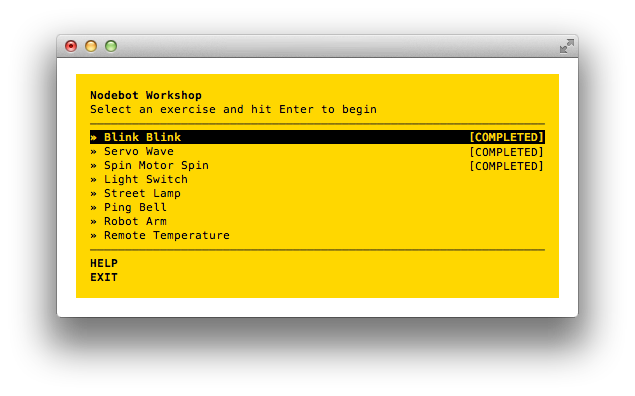 Nodebot Workshop
Select an exercise and hit Enter to begin
» Blink Blink [COMPLETED]
» Servo Wave [COMPLETED]
» Spin Motor Spin [COMPLETED]
» Light Switch
» Street Lamp
» Ping Bell
» Robot Arm
» Remote Temperature
HELP
EXIT